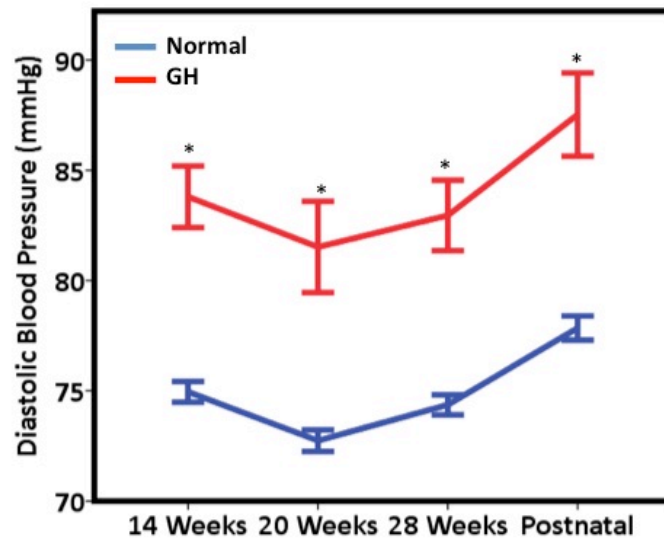 Normal
GH
Diastolic Blood Pressure (mmHg)
90
85
80
75
70
*
*
*
*
14 Weeks 20 Weeks 28 Weeks Postnatal